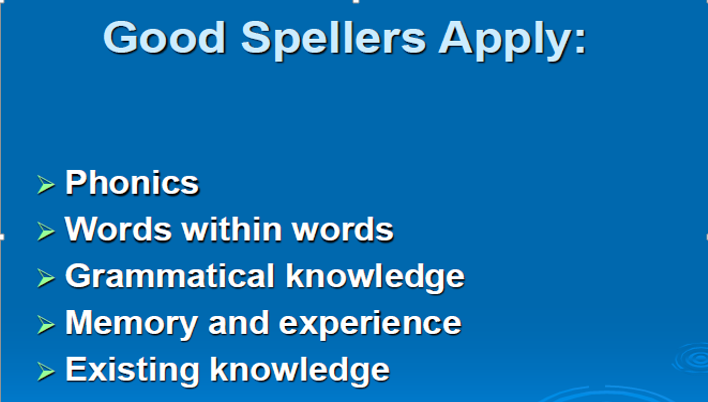 Good Spellers Apply:
Phonics
Words within words
Grammatical knowledge
Memory and experience
Existing knowledge